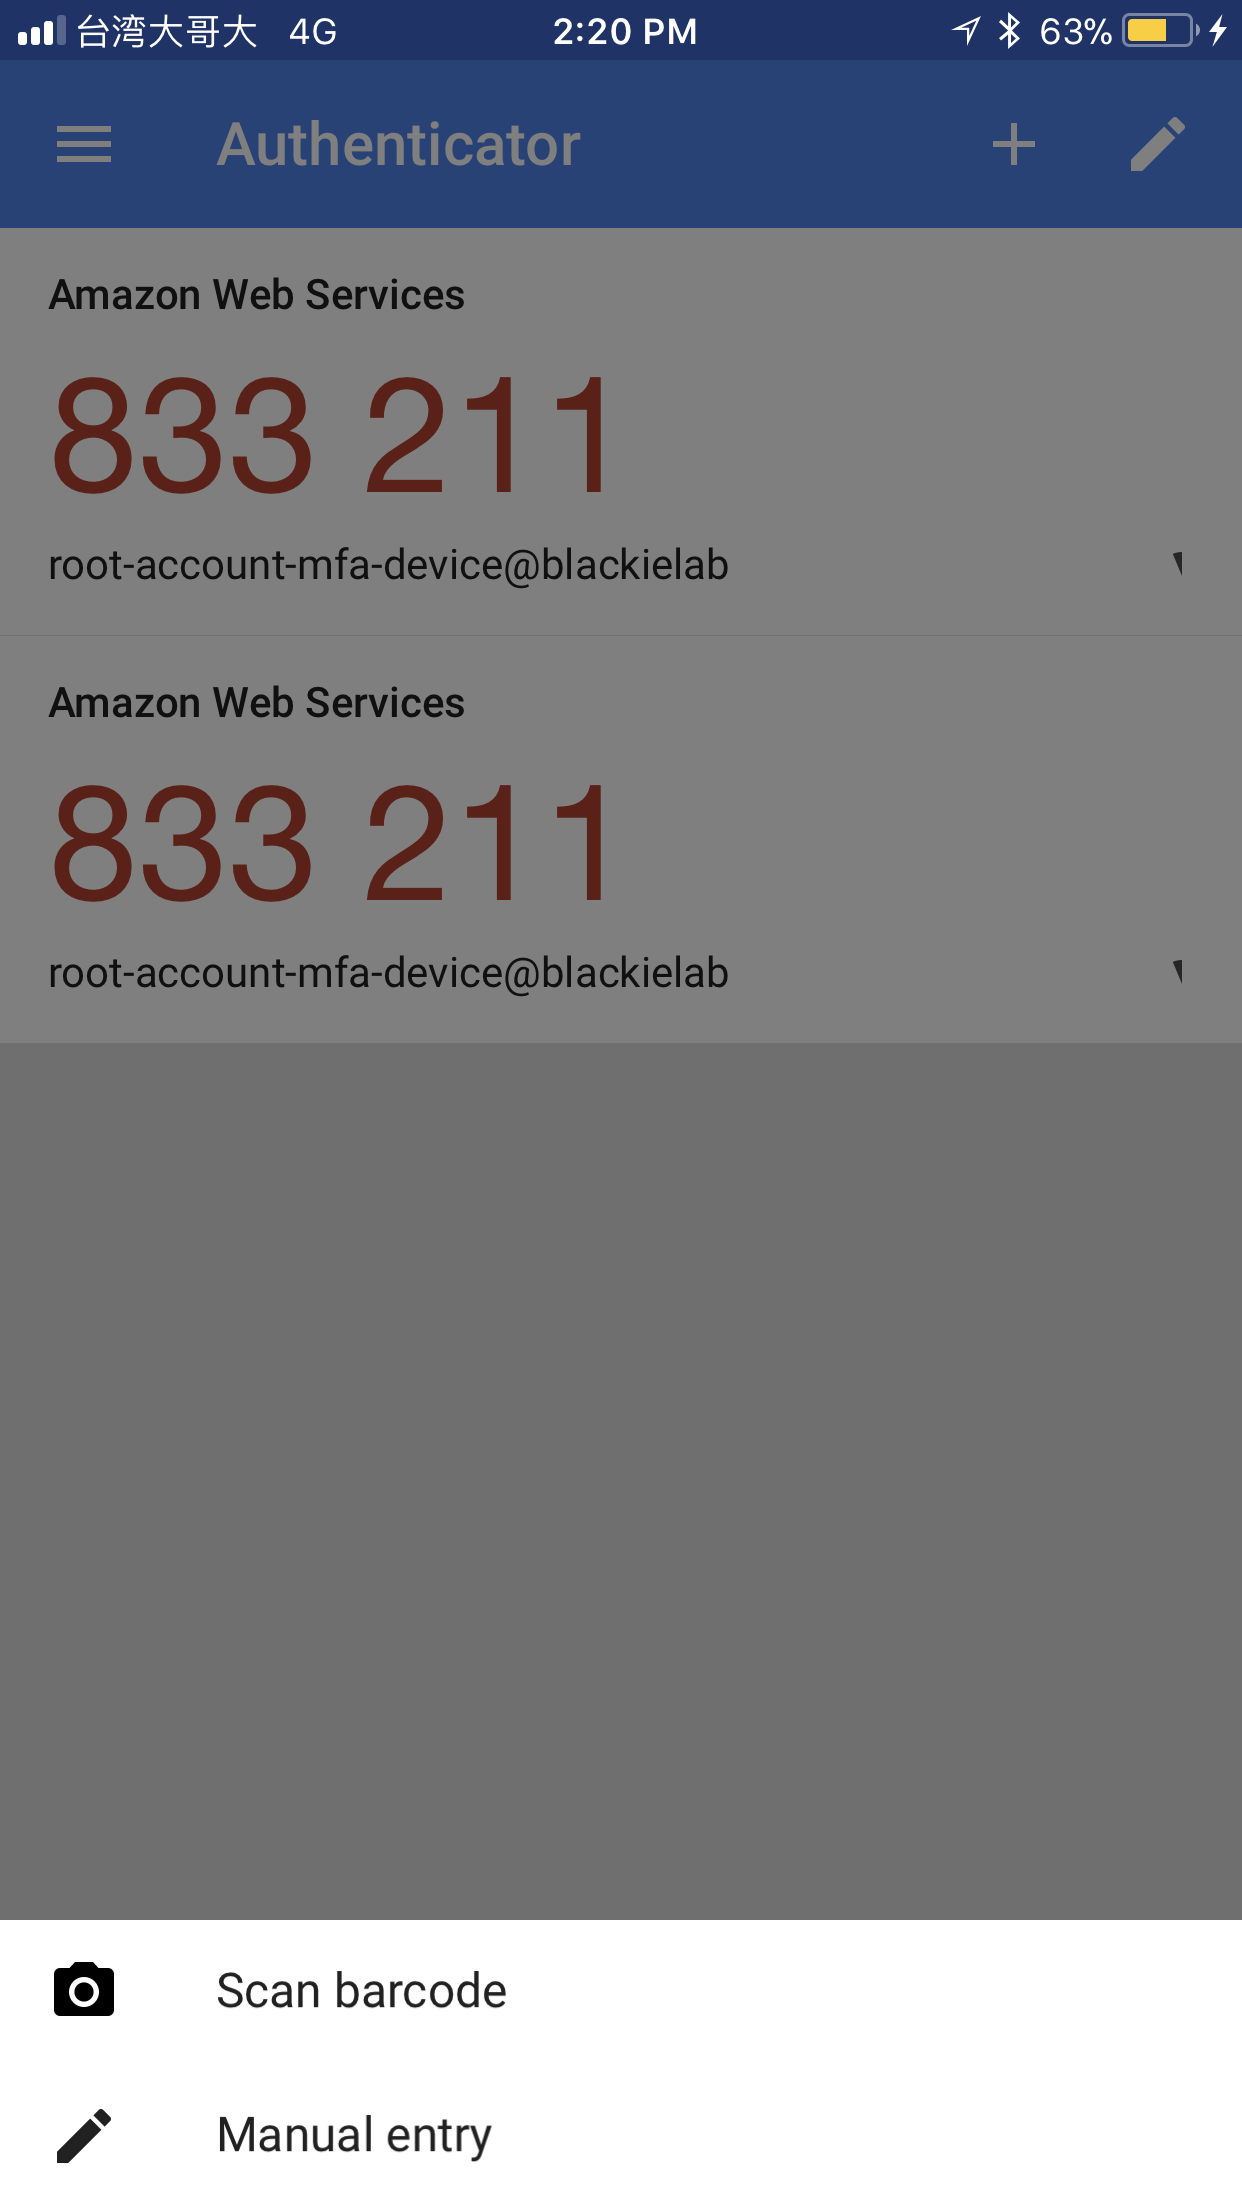 台湾大哥大 4G 2:20 PM 63%
Authenticator
Amazon Web Services
833 211
root-account-mfa-device@blackielab
Amazon Web Services
833 211
root-account-mfa-device@blackielab
Scan barcode
Manual entry